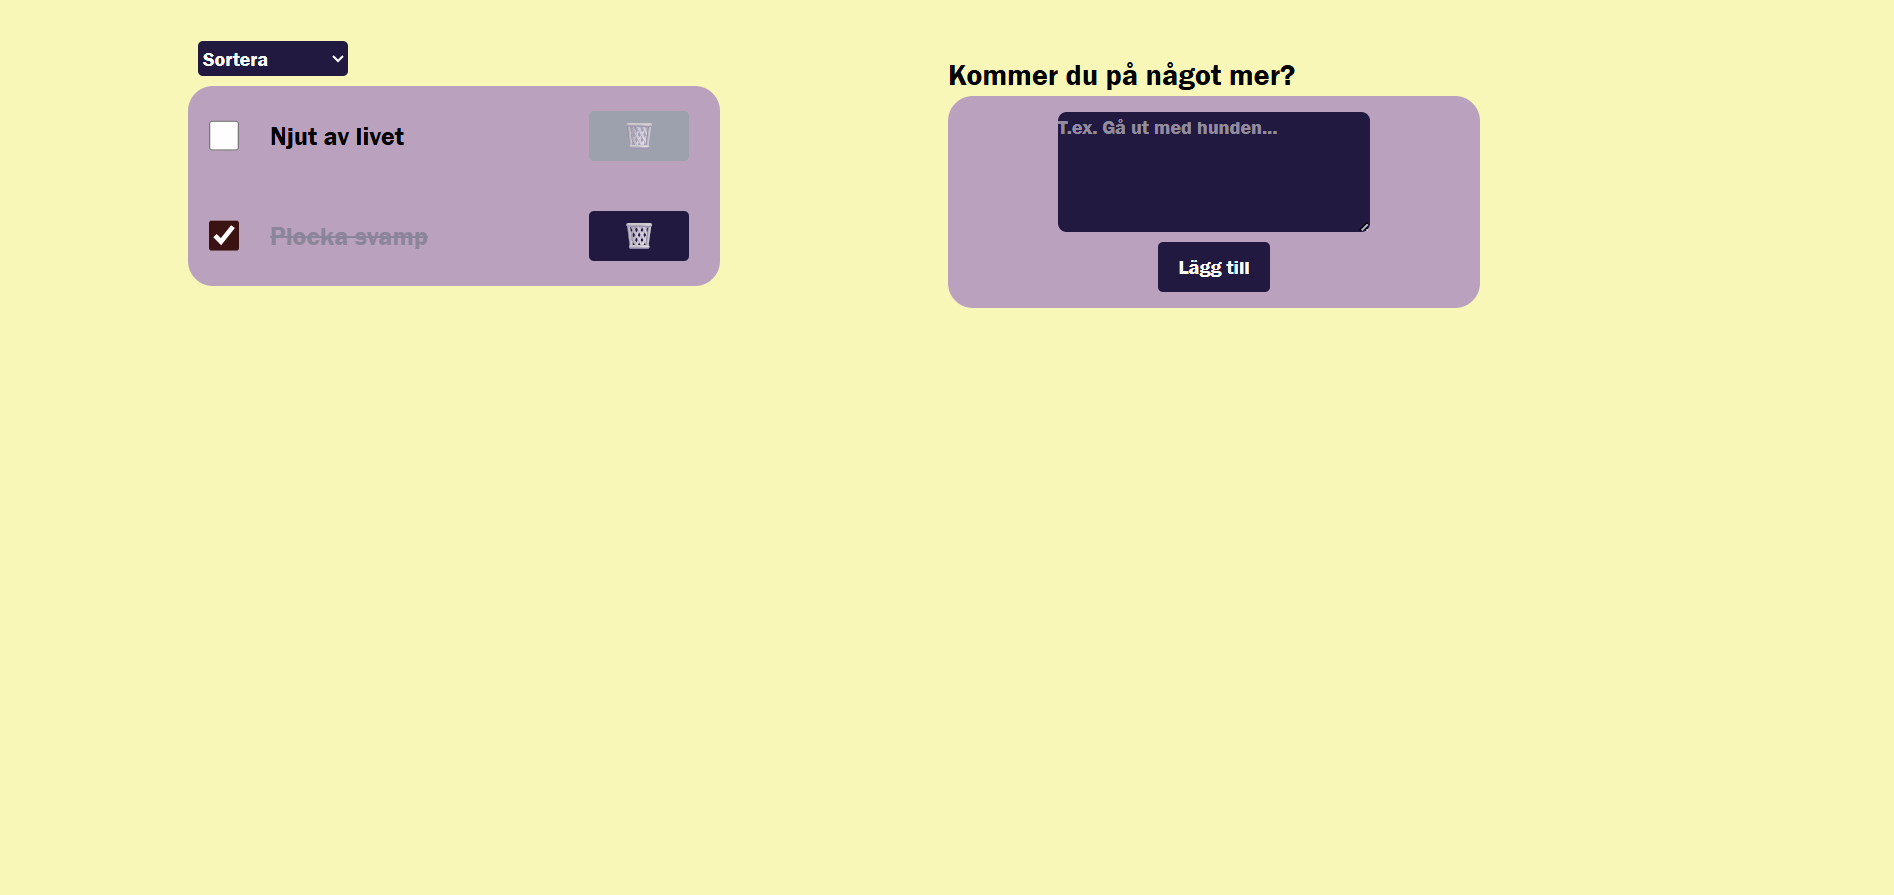 Sortera
Njut av livet
Plocka svamp
Kommer du på något mer?
T.ex. Gå ut med hunden...
Lägg till